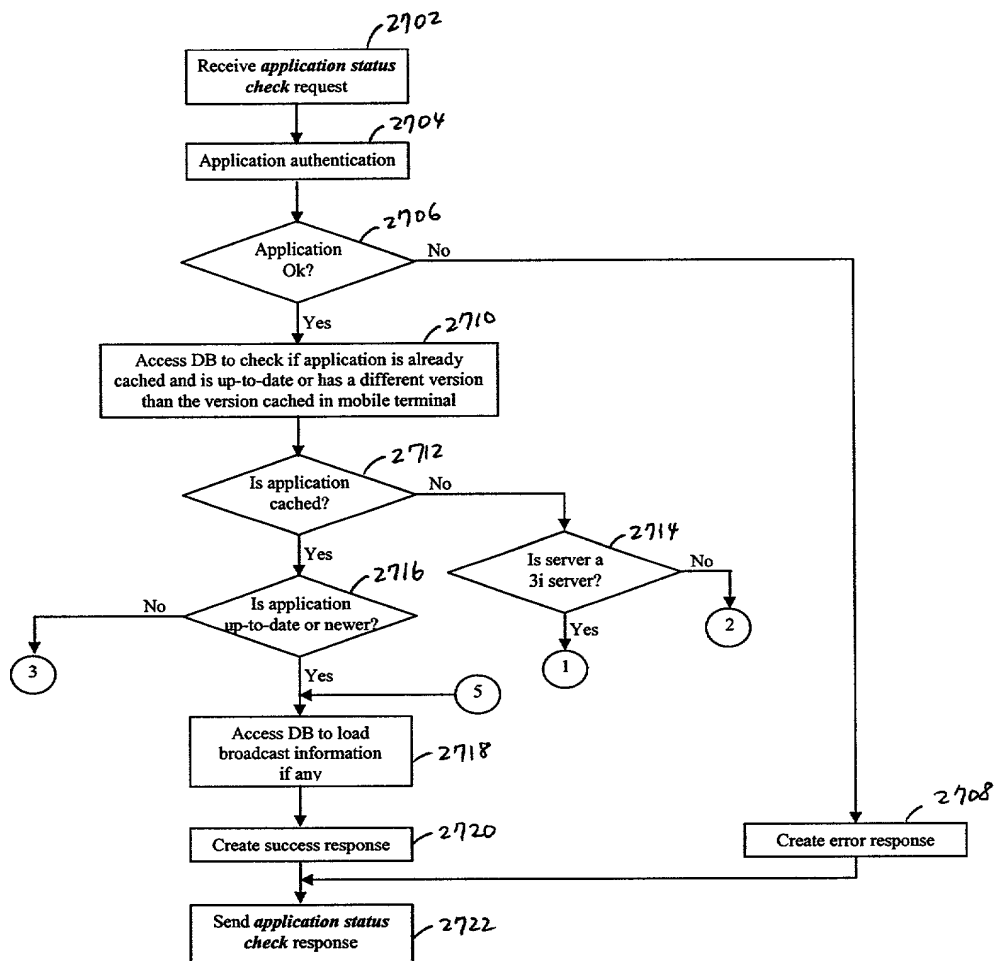 2702
Receive application status
check request
2704
Application authentication
2706
Application
Ok?
No
Yes
2710
Access DB to check if application is already
cached and is up-to-date or has a different version
than the version cached in mobile terminal
2712
Is application
cached?
No
Yes
2714
Is server a
3i server?
No
2
Yes
1
2716
Is application
up-to-date or newer?
No
3
Yes
5
Access DB to load
broadcast information
if any
2718
2708
Create success response
2720
Create error response
Send application status
check response
2722